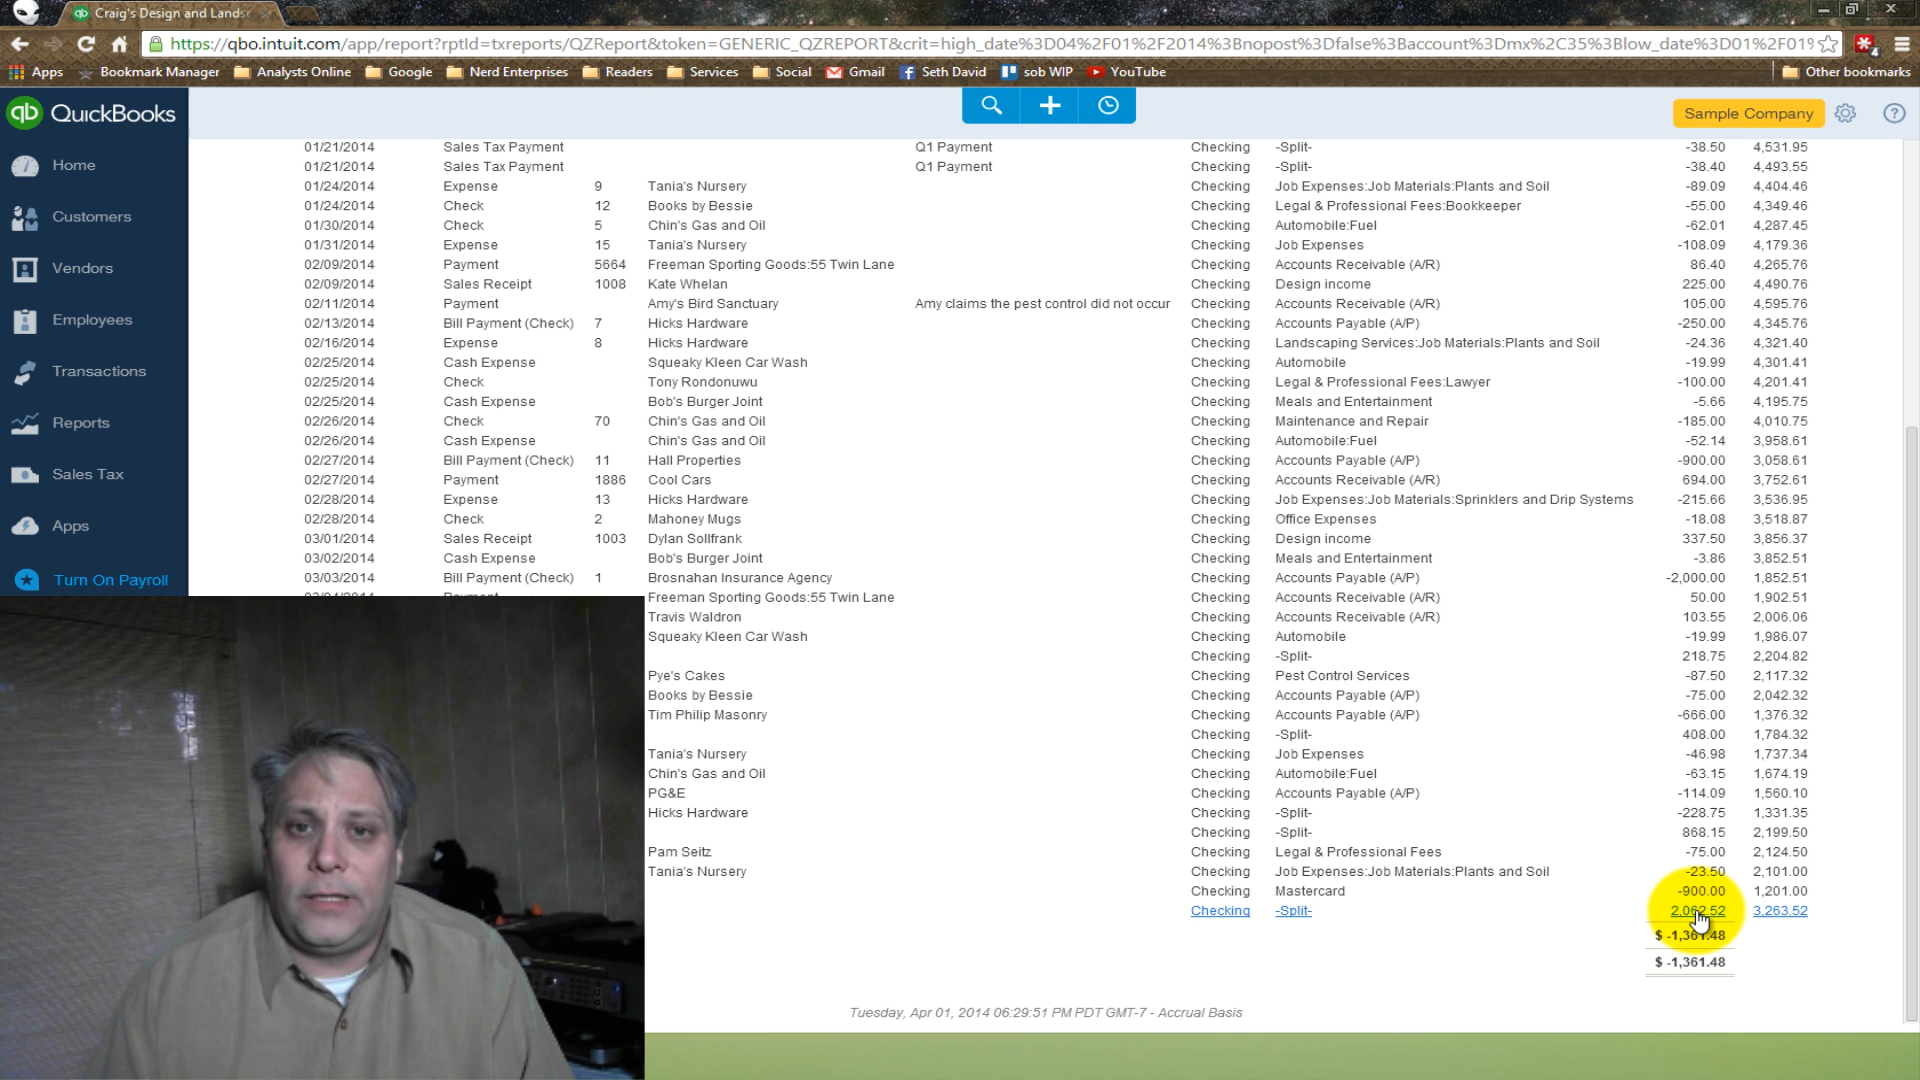 Craig's Design and Lands
https://qbo.intuit.com/app/report?rptId=txreports/QZReport&token=GENERIC_QZREPORT&crit=high_date%3D04%2F01%2F2014%3Bnopost%3Dfalse%3Baccount%3Dmx%2C35%3Blow_date%3D01%2F01%
Apps Bookmark Manager Analysts Online Google Nerd Enterprises Readers Services Social Gmail Seth David sob WIP YouTube Other bookmarks
qb QuickBooks Sample Company ?
Home
Customers
Vendors
Employees
Transactions
Reports
Sales Tax
Apps
Turn On Payroll
01/21/2014 Sales Tax Payment Q1 Payment Checking -Split- -38.50 4,531.95
01/21/2014 Sales Tax Payment Q1 Payment Checking -Split- -38.40 4,493.55
01/24/2014 Expense 9 Tania's Nursery Checking Job Expenses:Job Materials:Plants and Soil -89.09 4,404.46
01/24/2014 Check 12 Books by Bessie Checking Legal & Professional Fees:Bookkeeper -55.00 4,349.46
01/30/2014 Check 5 Chin's Gas and Oil Checking Automobile:Fuel -62.01 4,287.45
01/31/2014 Expense 15 Tania's Nursery Checking Job Expenses -108.09 4,179.36
02/09/2014 Payment 5664 Freeman Sporting Goods:55 Twin Lane Checking Accounts Receivable (A/R) 86.40 4,265.76
02/09/2014 Sales Receipt 1008 Kate Whelan Checking Design income 225.00 4,490.76
02/11/2014 Payment Amy's Bird Sanctuary Amy claims the pest control did not occur Checking Accounts Receivable (A/R) 105.00 4,595.76
02/13/2014 Bill Payment (Check) 7 Hicks Hardware Checking Accounts Payable (A/P) -250.00 4,345.76
02/16/2014 Expense 8 Hicks Hardware Checking Landscaping Services:Job Materials:Plants and Soil -24.36 4,321.40
02/25/2014 Cash Expense Squeaky Kleen Car Wash Checking Automobile -19.99 4,301.41
02/25/2014 Check Tony Rondonuwu Checking Legal & Professional Fees:Lawyer -100.00 4,201.41
02/25/2014 Cash Expense Bob's Burger Joint Checking Meals and Entertainment -5.66 4,195.75
02/26/2014 Check 70 Chin's Gas and Oil Checking Maintenance and Repair -185.00 4,010.75
02/26/2014 Cash Expense Chin's Gas and Oil Checking Automobile:Fuel -52.14 3,958.61
02/27/2014 Bill Payment (Check) 11 Hall Properties Checking Accounts Payable (A/P) -900.00 3,058.61
02/27/2014 Payment 1886 Cool Cars Checking Accounts Receivable (A/R) 694.00 3,752.61
02/28/2014 Expense 13 Hicks Hardware Checking Job Expenses:Job Materials:Sprinklers and Drip Systems -215.66 3,536.95
02/28/2014 Check 2 Mahoney Mugs Checking Office Expenses -18.08 3,518.87
03/01/2014 Sales Receipt 1003 Dylan Sollfrank Checking Design income 337.50 3,856.37
03/02/2014 Cash Expense Bob's Burger Joint Checking Meals and Entertainment -3.86 3,852.51
03/03/2014 Bill Payment (Check) 1 Brosnahan Insurance Agency Checking Accounts Payable (A/P) -2,000.00 1,852.51
Freeman Sporting Goods:55 Twin Lane Checking Accounts Receivable (A/R) 50.00 1,902.51
Travis Waldron Checking Accounts Receivable (A/R) 103.55 2,006.06
Squeaky Kleen Car Wash Checking Automobile -19.99 1,986.07
Checking -Split- 218.75 2,204.82
Pye's Cakes Checking Pest Control Services -87.50 2,117.32
Books by Bessie Checking Accounts Payable (A/P) -75.00 2,042.32
Tim Philip Masonry Checking Accounts Payable (A/P) -666.00 1,376.32
Checking -Split- 408.00 1,784.32
Tania's Nursery Checking Job Expenses -46.98 1,737.34
Chin's Gas and Oil Checking Automobile:Fuel -63.15 1,674.19
PG&E Checking Accounts Payable (A/P) -114.09 1,560.10
Hicks Hardware Checking -Split- -228.75 1,331.35
Checking -Split- 868.15 2,199.50
Pam Seitz Checking Legal & Professional Fees -75.00 2,124.50
Tania's Nursery Checking Job Expenses:Job Materials:Plants and Soil -23.50 2,101.00
Checking Mastercard -900.00 1,201.00
Checking -Split- 2,062.52 3,263.52
$ -1,361.48
$ -1,361.48
Tuesday, Apr 01, 2014 06:29:51 PM PDT GMT-7 - Accrual Basis